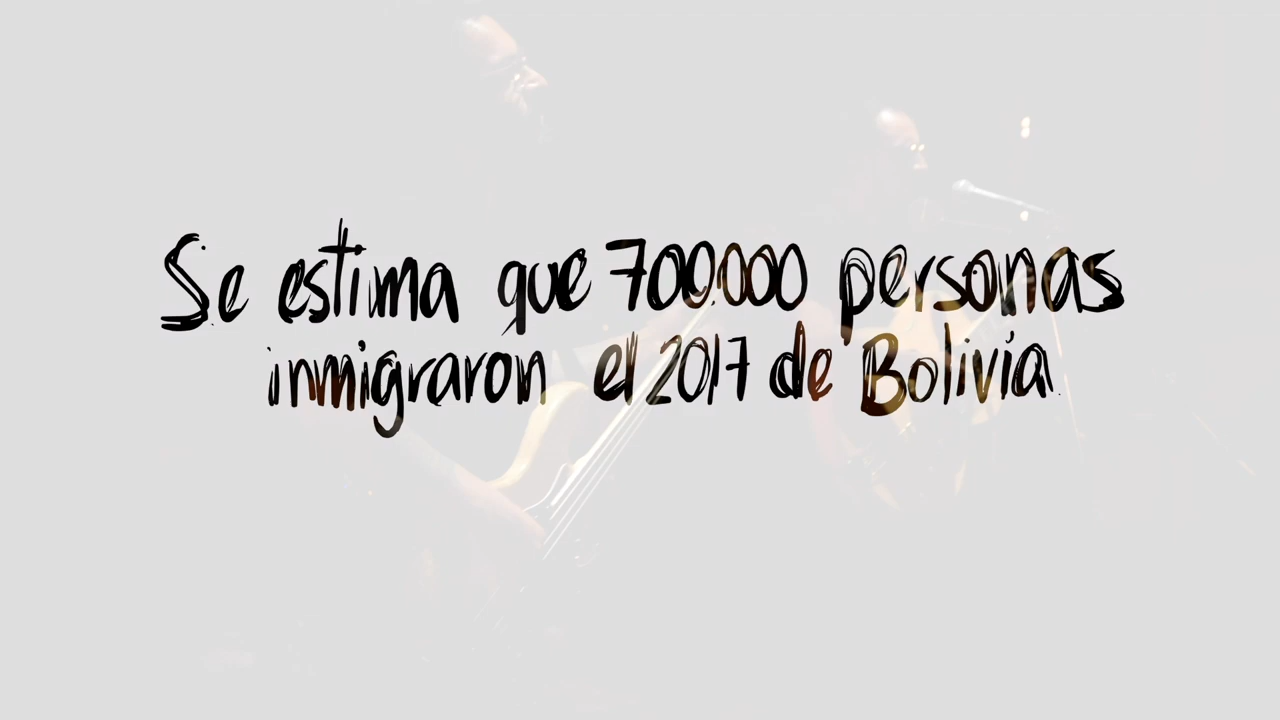 Se estima que 700.000 personas
inmigraron el 2017 de Bolivia.